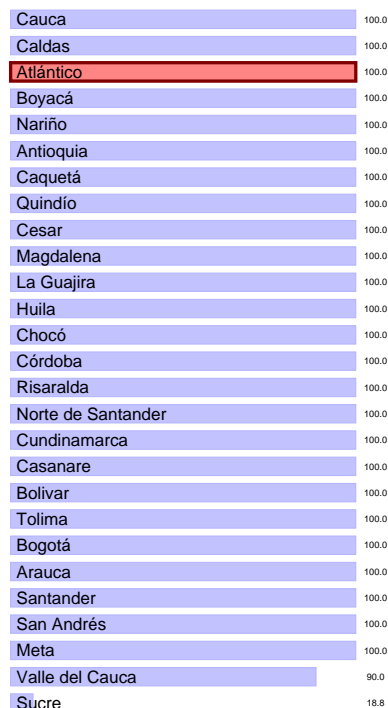 Cauca 100.0
Caldas 100.0
Atlántico 100.0
Boyacá 100.0
Nariño 100.0
Antioquia 100.0
Caquetá 100.0
Quindío 100.0
Cesar 100.0
Magdalena 100.0
La Guajira 100.0
Huila 100.0
Chocó 100.0
Córdoba 100.0
Risaralda 100.0
Norte de Santander 100.0
Cundinamarca 100.0
Casanare 100.0
Bolivar 100.0
Tolima 100.0
Bogotá 100.0
Arauca 100.0
Santander 100.0
San Andrés 100.0
Meta 100.0
Valle del Cauca 90.0
Sucre 18.8